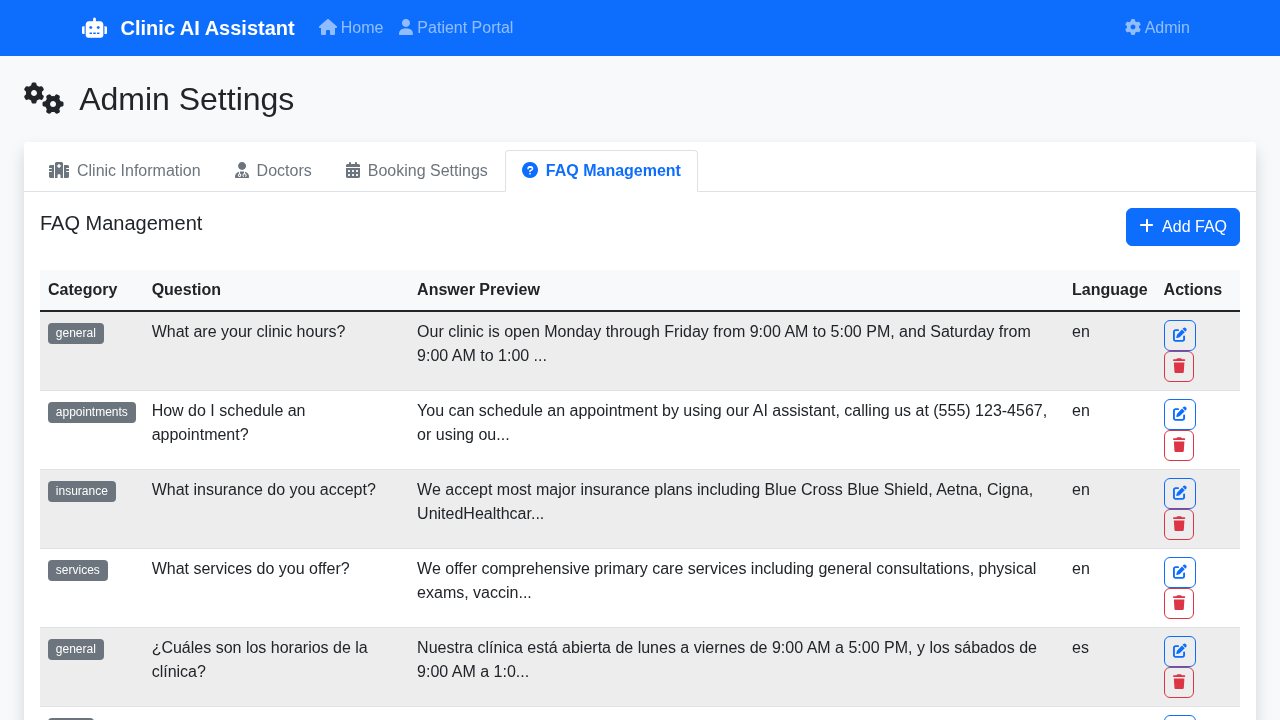 Clinic AI Assistant Home Patient Portal Admin
Admin Settings
Clinic Information Doctors Booking Settings FAQ Management
FAQ Management
Add FAQ
Category Question Answer Preview Language Actions
general What are your clinic hours? Our clinic is open Monday through Friday from 9:00 AM to 5:00 PM, and Saturday from en
9:00 AM to 1:00 ...
appointments How do I schedule an You can schedule an appointment by using our AI assistant, calling us at (555) 123-4567, en
appointment? or using ou...
insurance What insurance do you accept? We accept most major insurance plans including Blue Cross Blue Shield, Aetna, Cigna, en
UnitedHealthcar...
services What services do you offer? We offer comprehensive primary care services including general consultations, physical en
exams, vaccin...
general ¿Cuáles son los horarios de la Nuestra clínica está abierta de lunes a viernes de 9:00 AM a 5:00 PM, y los sábados de es
clínica? 9:00 AM a 1:0...